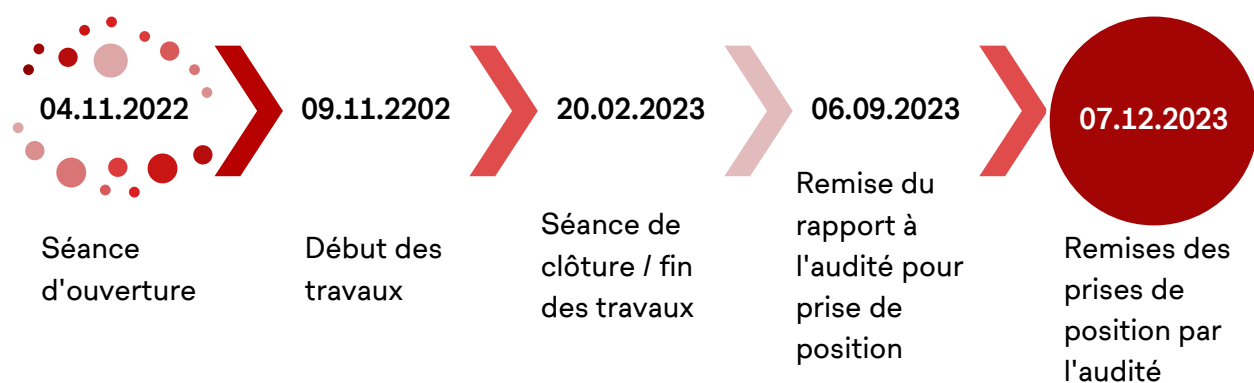 04.11.2022
Séance
d'ouverture
09.11.2202
Début des
travaux
20.02.2023
Séance de
clôture / fin
des travaux
06.09.2023
Remise du
rapport à
l'audité pour
prise de
position
07.12.2023
Remises des
prises de
position par
l'audité